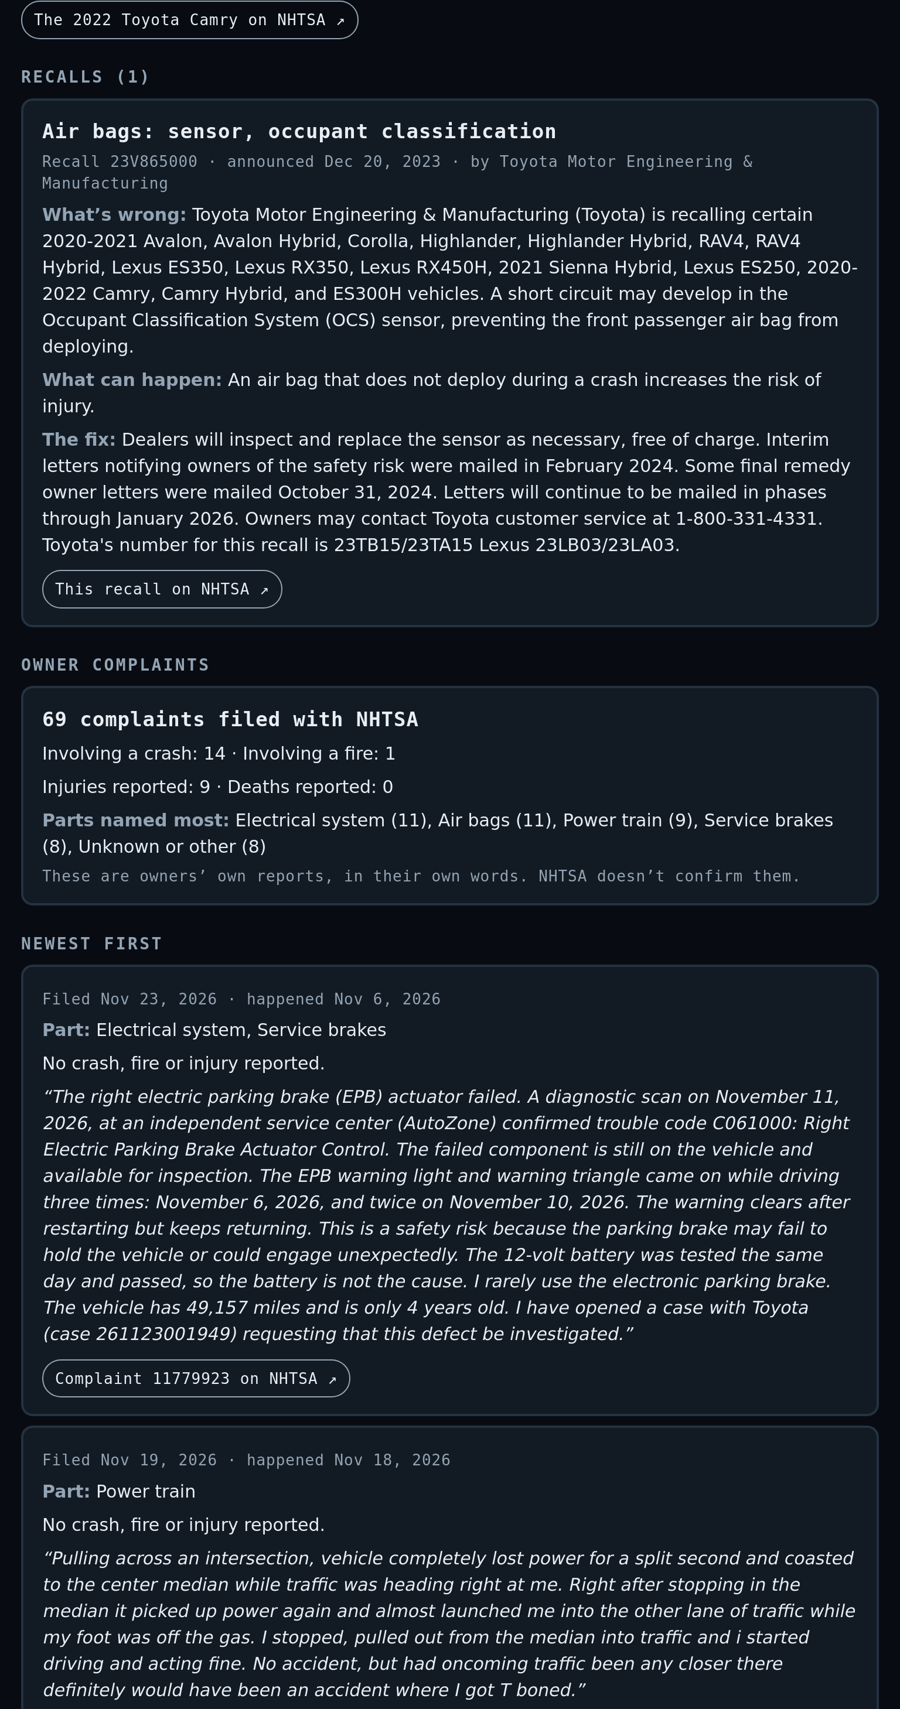 The 2022 Toyota Camry on NHTSA ↗
RECALLS (1)
Air bags: sensor, occupant classification
Recall 23V865000 · announced Dec 20, 2023 · by Toyota Motor Engineering &
Manufacturing
What’s wrong: Toyota Motor Engineering & Manufacturing (Toyota) is recalling certain
2020-2021 Avalon, Avalon Hybrid, Corolla, Highlander, Highlander Hybrid, RAV4, RAV4
Hybrid, Lexus ES350, Lexus RX350, Lexus RX450H, 2021 Sienna Hybrid, Lexus ES250, 2020-
2022 Camry, Camry Hybrid, and ES300H vehicles. A short circuit may develop in the
Occupant Classification System (OCS) sensor, preventing the front passenger air bag from
deploying.
What can happen: An air bag that does not deploy during a crash increases the risk of
injury.
The fix: Dealers will inspect and replace the sensor as necessary, free of charge. Interim
letters notifying owners of the safety risk were mailed in February 2024. Some final remedy
owner letters were mailed October 31, 2024. Letters will continue to be mailed in phases
through January 2026. Owners may contact Toyota customer service at 1-800-331-4331.
Toyota's number for this recall is 23TB15/23TA15 Lexus 23LB03/23LA03.
This recall on NHTSA ↗
OWNER COMPLAINTS
69 complaints filed with NHTSA
Involving a crash: 14 · Involving a fire: 1
Injuries reported: 9 · Deaths reported: 0
Parts named most: Electrical system (11), Air bags (11), Power train (9), Service brakes
(8), Unknown or other (8)
These are owners’ own reports, in their own words. NHTSA doesn’t confirm them.
NEWEST FIRST
Filed Nov 23, 2026 · happened Nov 6, 2026
Part: Electrical system, Service brakes
No crash, fire or injury reported.
“The right electric parking brake (EPB) actuator failed. A diagnostic scan on November 11,
2026, at an independent service center (AutoZone) confirmed trouble code C061000: Right
Electric Parking Brake Actuator Control. The failed component is still on the vehicle and
available for inspection. The EPB warning light and warning triangle came on while driving
three times: November 6, 2026, and twice on November 10, 2026. The warning clears after
restarting but keeps returning. This is a safety risk because the parking brake may fail to
hold the vehicle or could engage unexpectedly. The 12-volt battery was tested the same
day and passed, so the battery is not the cause. I rarely use the electronic parking brake.
The vehicle has 49,157 miles and is only 4 years old. I have opened a case with Toyota
(case 261123001949) requesting that this defect be investigated.”
Complaint 11779923 on NHTSA ↗
Filed Nov 19, 2026 · happened Nov 18, 2026
Part: Power train
No crash, fire or injury reported.
“Pulling across an intersection, vehicle completely lost power for a split second and coasted
to the center median while traffic was heading right at me. Right after stopping in the
median it picked up power again and almost launched me into the other lane of traffic while
my foot was off the gas. I stopped, pulled out from the median into traffic and i started
driving and acting fine. No accident, but had oncoming traffic been any closer there
definitely would have been an accident where I got T boned.”